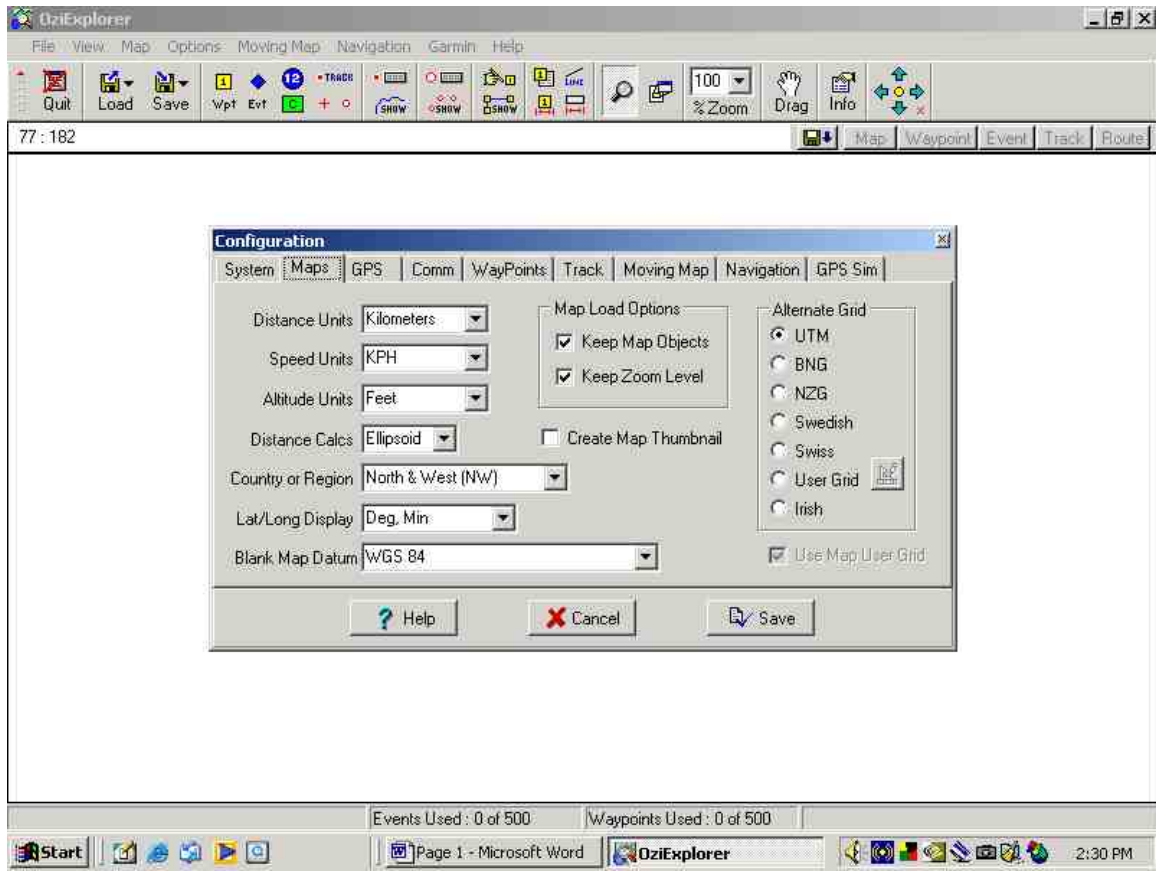 OziExplorer
File View Map Options Moving Map Navigation Garmin Help
1 12 TRACK 100
LINE
Quit Load Save Wpt Evt C SHOW SHOW SHOW 1 % Zoom Drag Info
77 : 182 Map Waypoint Event Track Route
Configuration
System Maps GPS Comm WayPoints Track Moving Map Navigation GPS Sim
Distance Units Kilometers
Speed Units KPH
Altitude Units Feet
Distance Calcs Ellipsoid
Country or Region North & West (NW)
Lat/Long Display Deg, Min
Blank Map Datum WGS 84
Map Load Options
Keep Map Objects
Keep Zoom Level
Create Map Thumbnail
Alternate Grid
UTM
BNG
NZG
Swedish
Swiss
User Grid
Irish
Use Map User Grid
? Help Cancel Save
Events Used : 0 of 500 Waypoints Used : 0 of 500
Start Page 1 - Microsoft Word OziExplorer 2:30 PM